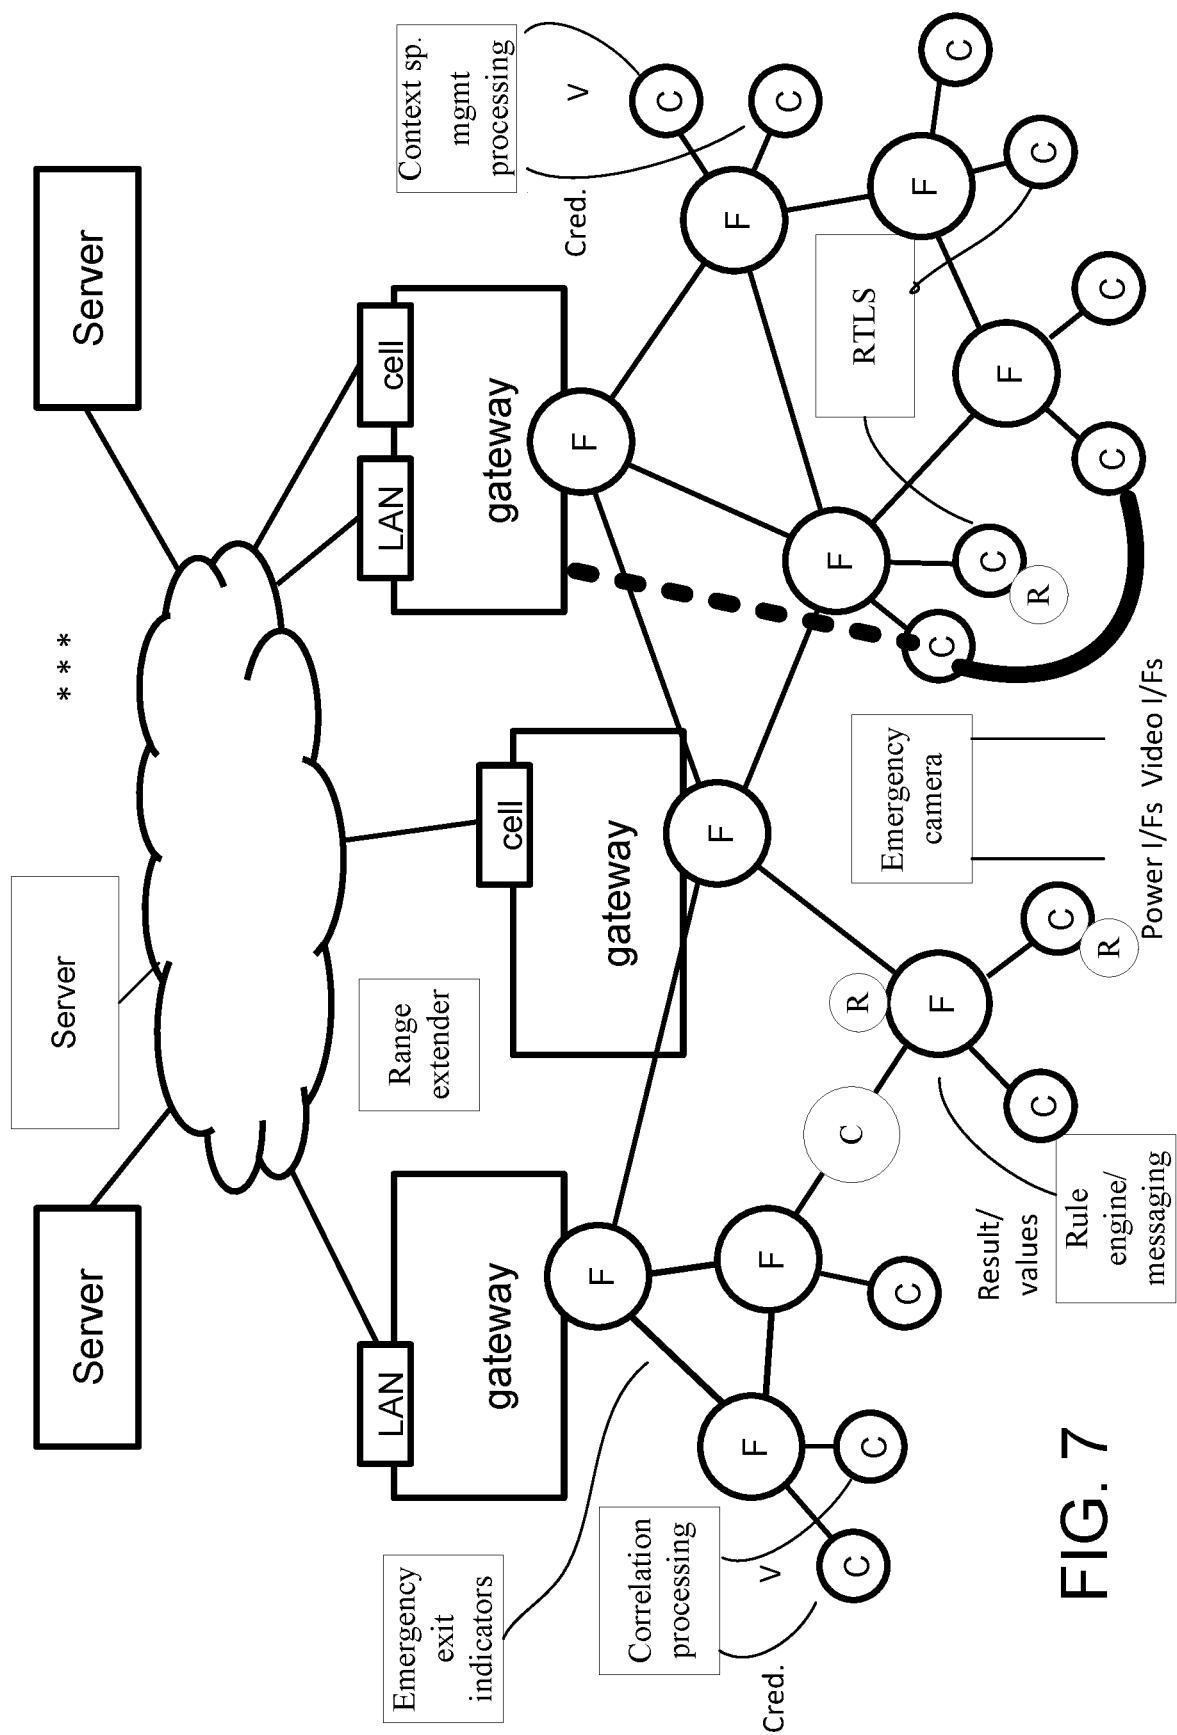 Server
Server
Server
* * *
LAN
LAN
cell
cell
Emergency
exit
indicators
Range
extender
Context sp.
mgmt
processing
gateway
gateway
gateway
F
F
V
Cred.
C
Correlation
processing
F
F
F
F
V
Cred.
C
C
C
R
F
C
C
C
Emergency
camera
RTLS
F
F
C
F
C
C
R
Result/
values
F
C
C
R
C
C
R
C
C
Rule
engine/
messaging
Power I/Fs Video I/Fs
FIG. 7